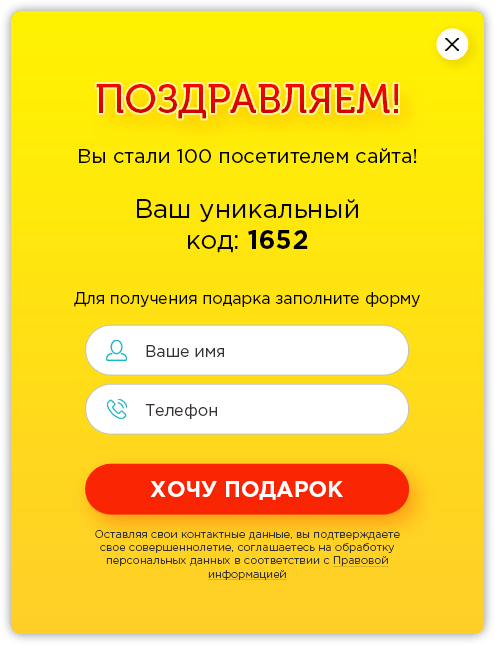 ПОЗДРАВЛЯЕМ!
Вы стали 100 посетителем сайта!
Ваш уникальный
код: 1652
Для получения подарка заполните форму
Ваше имя
Телефон
ХОЧУ ПОДАРОК
Оставляя свои контактные данные, вы подтверждаете
свое совершеннолетие, соглашаетесь на обработку
персональных данных в соответствии с Правовой
информацией